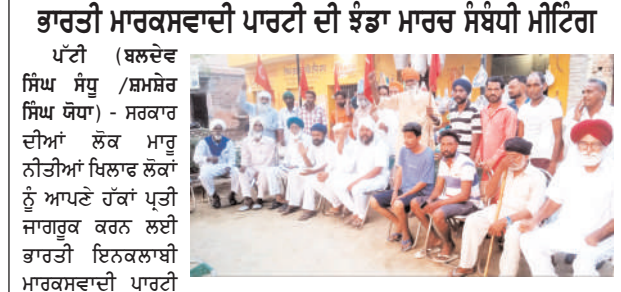 ਭਾਰਤੀ ਮਾਰਕਸਵਾਦੀ ਪਾਰਟੀ ਦੀ ਝੰਡਾ ਮਾਰਚ ਸੰਬੰਧੀ ਮੀਟਿੰਗ
ਪੱਟੀ (ਬਲਦੇਵ
ਸਿੰਘ ਸੰਧੂ /ਸ਼ਮਸ਼ੇਰ
ਸਿੰਘ ਯੋਧਾ) - ਸਰਕਾਰ
ਦੀਆਂ ਲੋਕ ਮਾਰੂ
ਨੀਤੀਆਂ ਖਿਲਾਫ ਲੋਕਾਂ
ਨੂੰ ਆਪਣੇ ਹੱਕਾਂ ਪ੍ਰਤੀ
ਜਾਗਰੂਕ ਕਰਨ ਲਈ
ਭਾਰਤੀ ਇਨਕਲਾਬੀ
ਮਾਰਕਸਵਾਦੀ ਪਾਰਟੀ